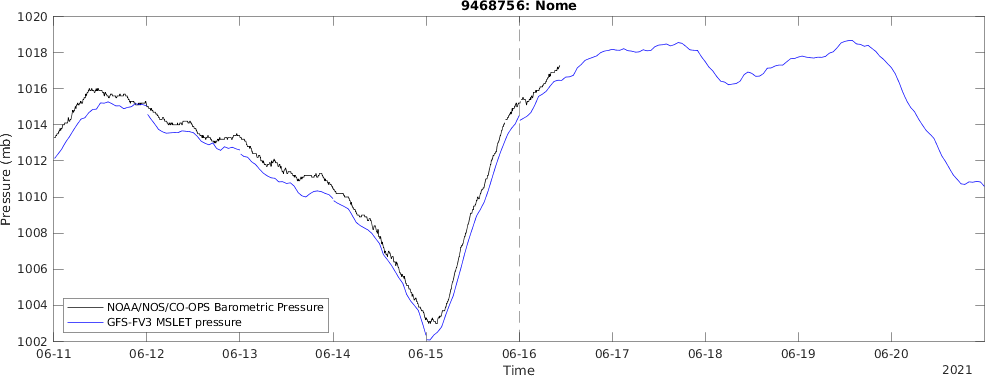 9468756: Nome
Pressure (mb)
1020
1018
1016
1014
1012
1010
1008
1006
1004
1002
NOAA/NOS/CO-OPS Barometric Pressure
GFS-FV3 MSLET pressure
06-11 06-12 06-13 06-14 06-15 06-16 06-17 06-18 06-19 06-20
Time
2021